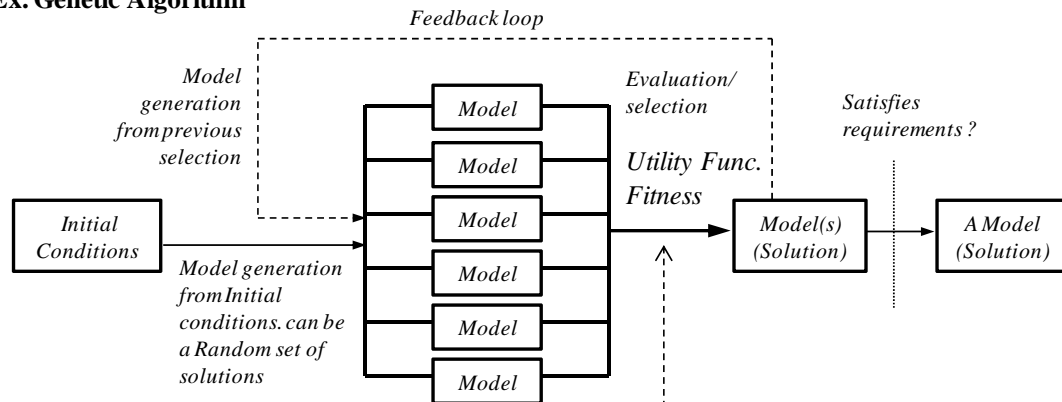 Ex. Genetic Algorithm
Feedback loop
Model
generation
from previous
selection
Evaluation/
selection
Satisfies
requirements ?
Model
Model
Model
Model
Model
Model
Utility Func.
Fitness
Initial
Conditions
Model(s)
(Solution)
A Model
(Solution)
Model generation
from Initial
conditions. can be
a Random set of
solutions